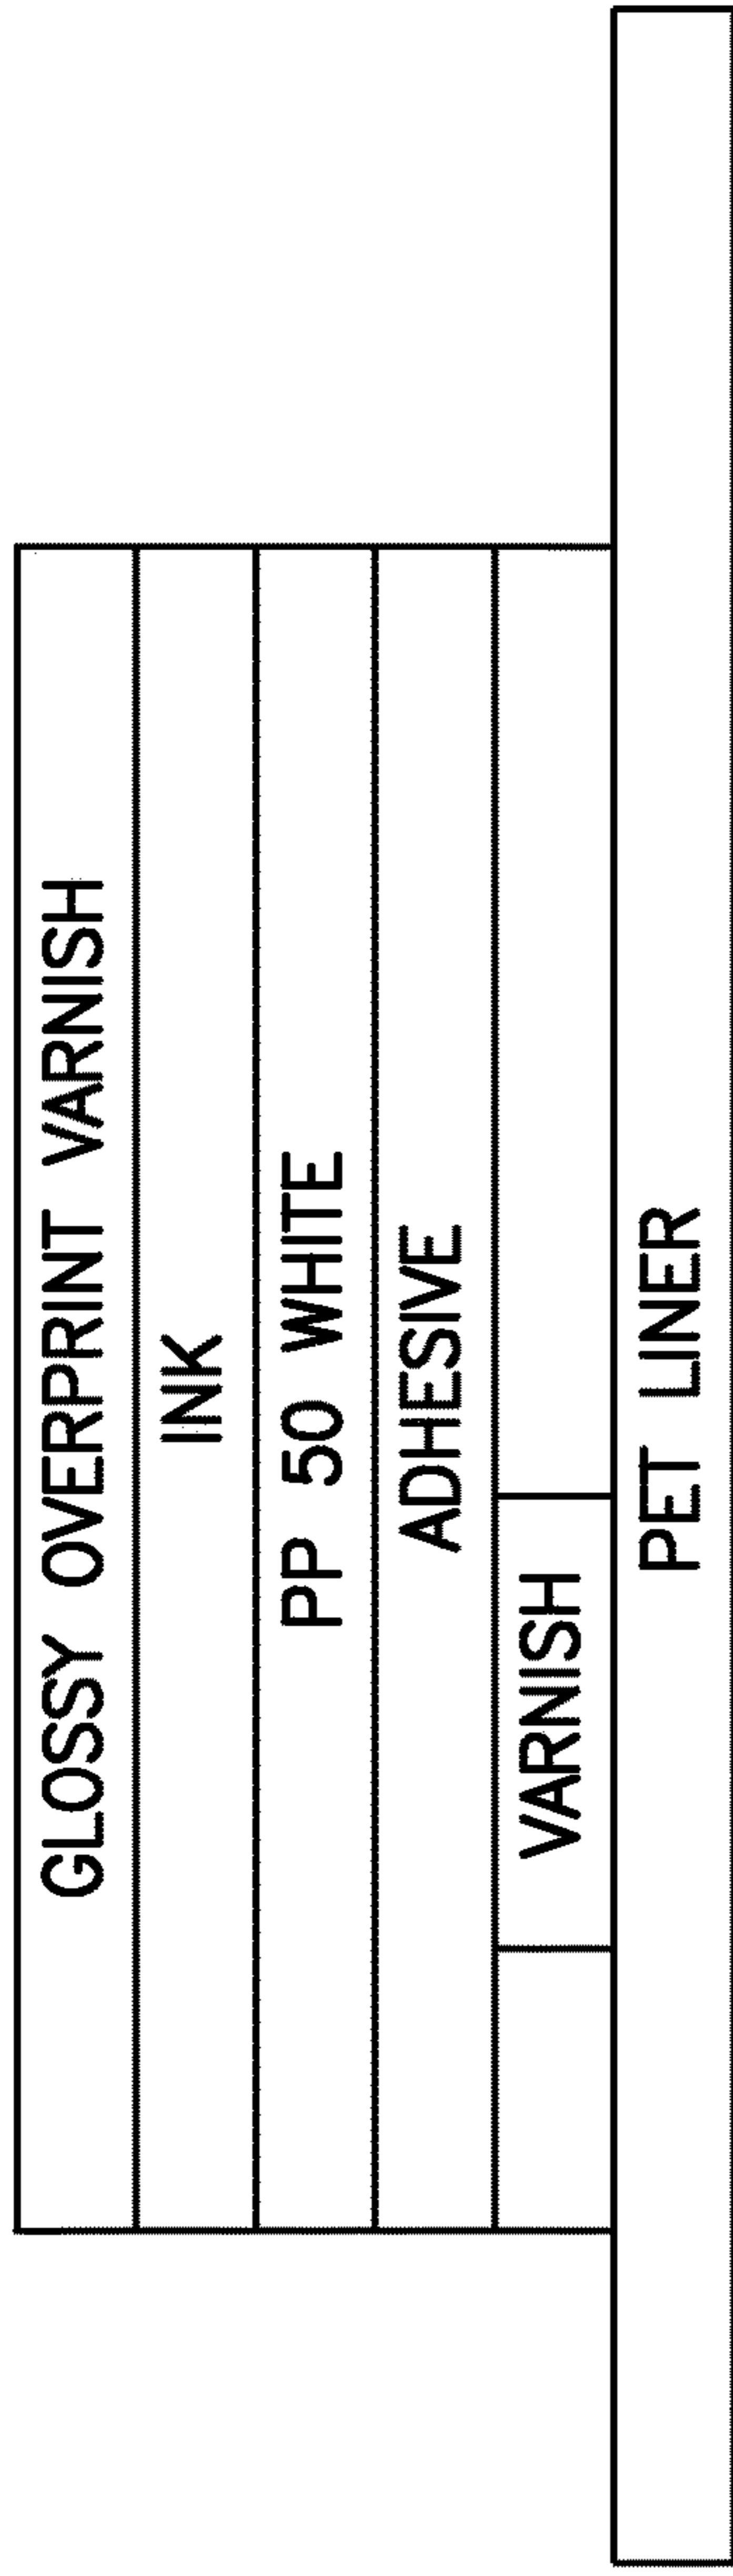 GLOSSY OVERPRINT VARNISH
INK
PP 50 WHITE
ADHESIVE
VARNISH
PET LINER